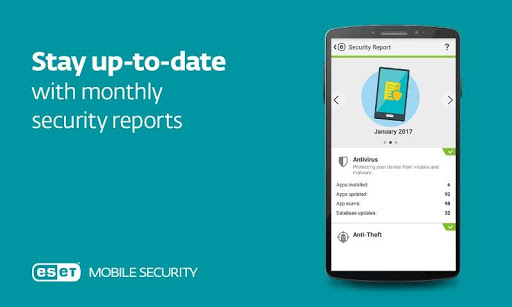 Stay up-to-date
with monthly
security reports
eset MOBILE SECURITY
Security Report ?
January 2017
Antivirus
Protecting your device from viruses and
malware.
Apps installed: 6
Apps updated: 92
App scans: 98
Database updates: 32
Anti-Theft